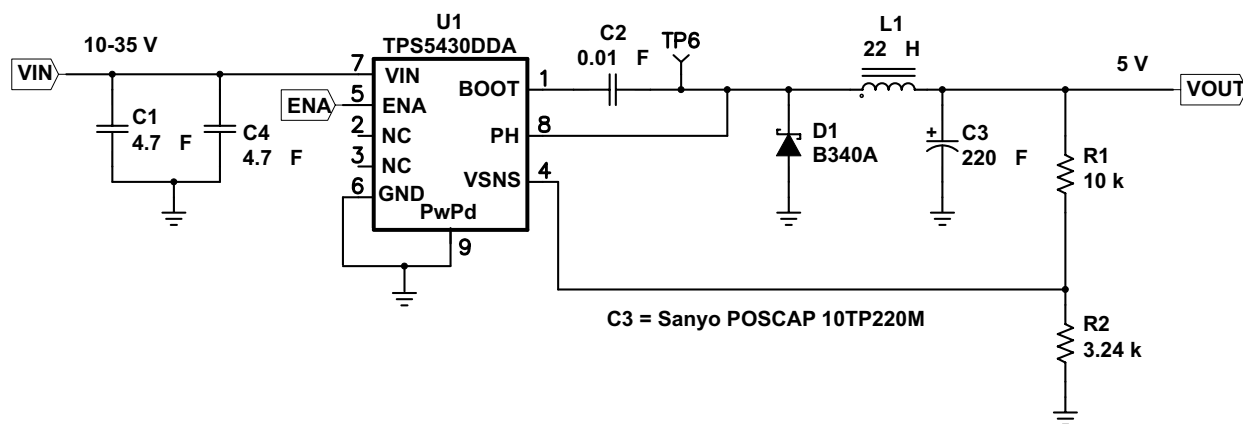 U1
TPS5430DDA
10-35 V
VIN
C1
4.7 F
C4
4.7 F
ENA
7
5
2
3
6
VIN
ENA
NC
NC
GND
BOOT
PH
VSNS
PwPd
1
8
4
9
C2
0.01 F
TP6
L1
22 H
D1
B340A
+
C3
220 F
5 V
VOUT
R1
10 k
R2
3.24 k
C3 = Sanyo POSCAP 10TP220M